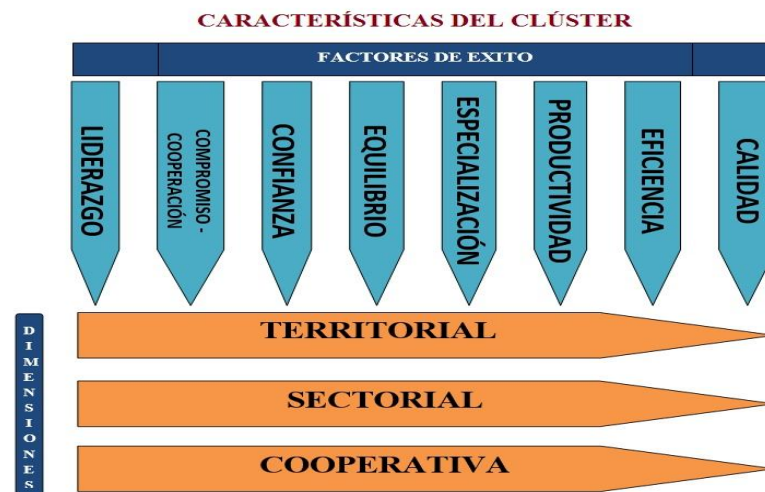 CARACTERÍSTICAS DEL CLÚSTER
FACTORES DE EXITO
LIDERAZGO
COMPROMISO -
COOPERACIÓN
CONFIANZA
EQUILIBRIO
ESPECIALIZACIÓN
PRODUCTIVIDAD
EFICIENCIA
CALIDAD
DIMENSIONES
TERRITORIAL
SECTORIAL
COOPERATIVA